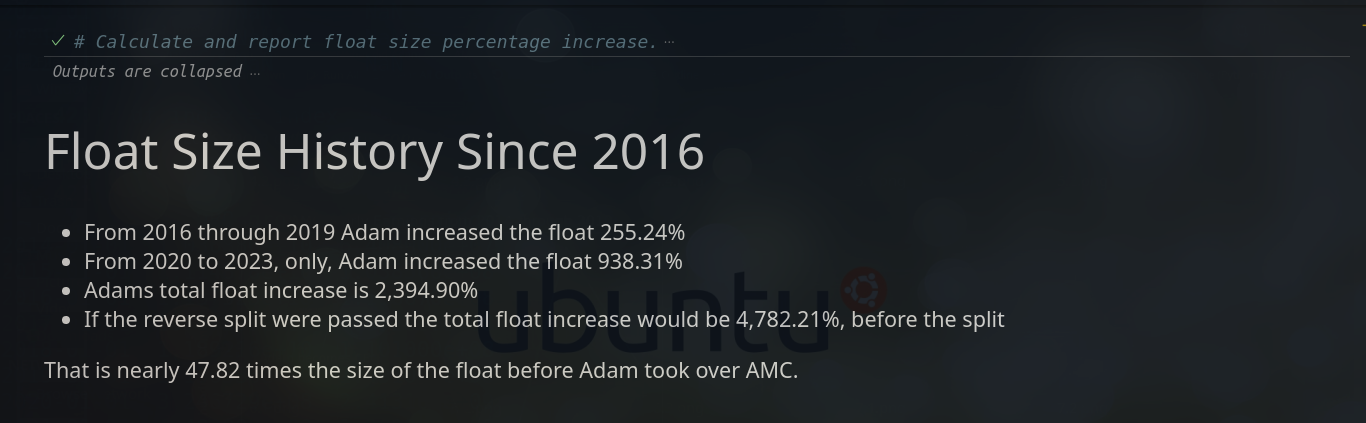 ✓ # Calculate and report float size percentage increase. ...
Outputs are collapsed ...
Float Size History Since 2016
• From 2016 through 2019 Adam increased the float 255.24%
• From 2020 to 2023, only, Adam increased the float 938.31%
• Adams total float increase is 2,394.90%
• If the reverse split were passed the total float increase would be 4,782.21%, before the split
ubuntu
That is nearly 47.82 times the size of the float before Adam took over AMC.